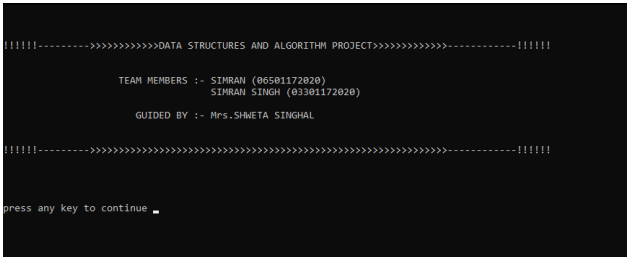 !!!!!!--------->>>>>>>>>>>>DATA STRUCTURES AND ALGORITHM PROJECT>>>>>>>>>>>>>------------!!!!!!
TEAM MEMBERS :- SIMRAN (06501172020)
SIMRAN SINGH (03301172020)
GUIDED BY :- Mrs.SHWETA SINGHAL
!!!!!!--------->>>>>>>>>>>>>>>>>>>>>>>>>>>>>>>>>>>>>>>>>>>>>>>>>>>>>>>>>>>>>>------------!!!!!!
press any key to continue _